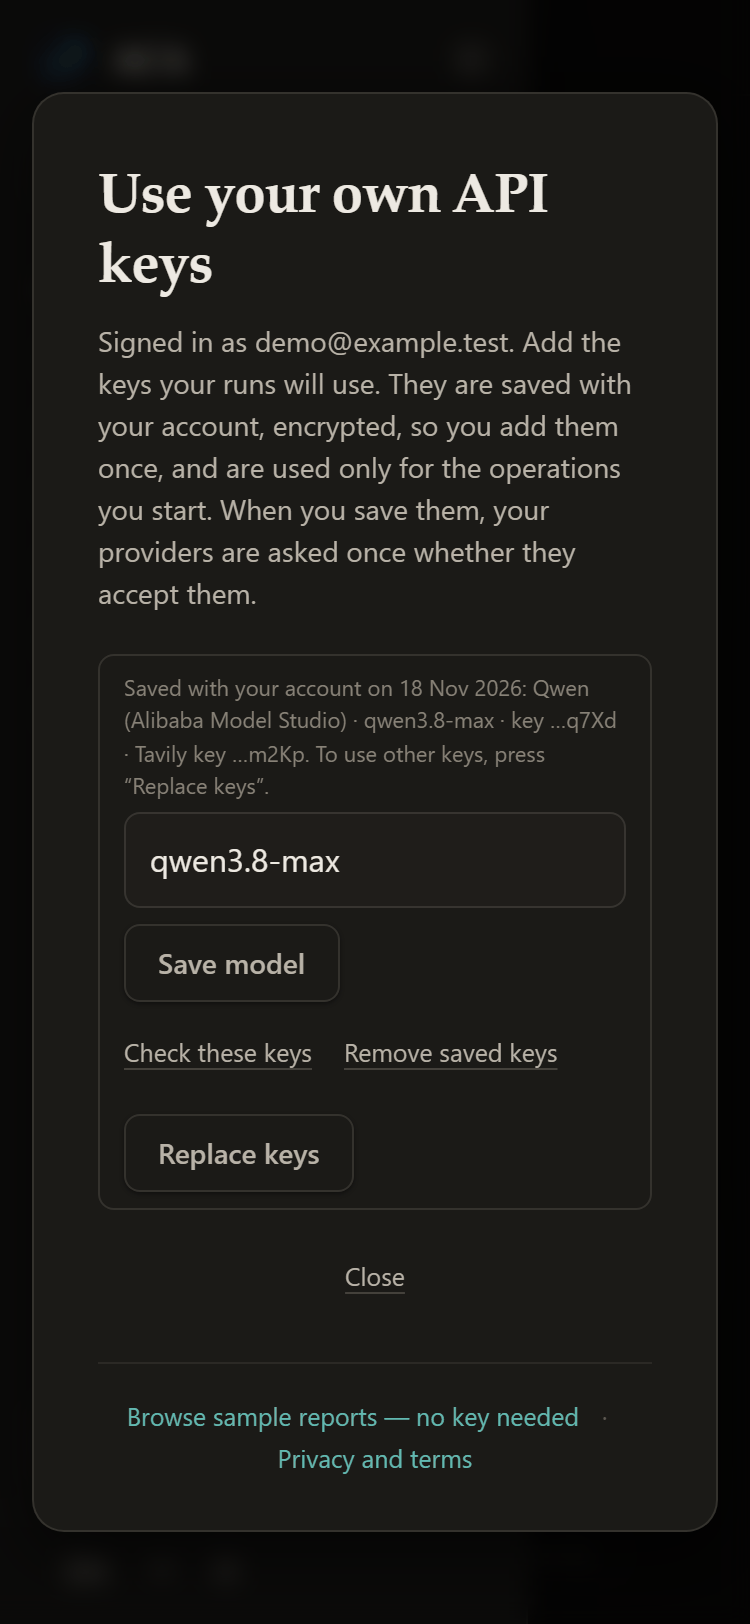 Use your own API
keys
Signed in as demo@example.test. Add the
keys your runs will use. They are saved with
your account, encrypted, so you add them
once, and are used only for the operations
you start. When you save them, your
providers are asked once whether they
accept them.
Saved with your account on 18 Nov 2026: Qwen
(Alibaba Model Studio) · qwen3.8-max · key …q7Xd
· Tavily key …m2Kp. To use other keys, press
“Replace keys”.
qwen3.8-max
Save model
Check these keys Remove saved keys
Replace keys
Close
Browse sample reports — no key needed ·
Privacy and terms